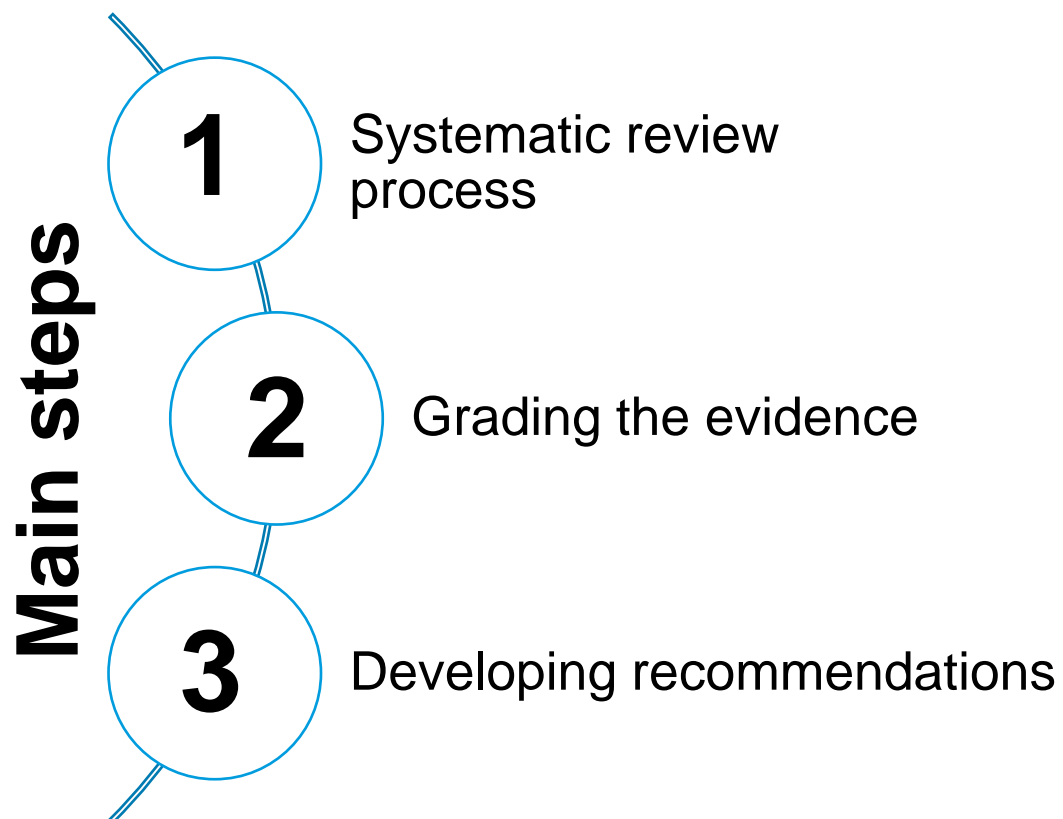 Main steps
1
Systematic review
process
2
Grading the evidence
3
Developing recommendations